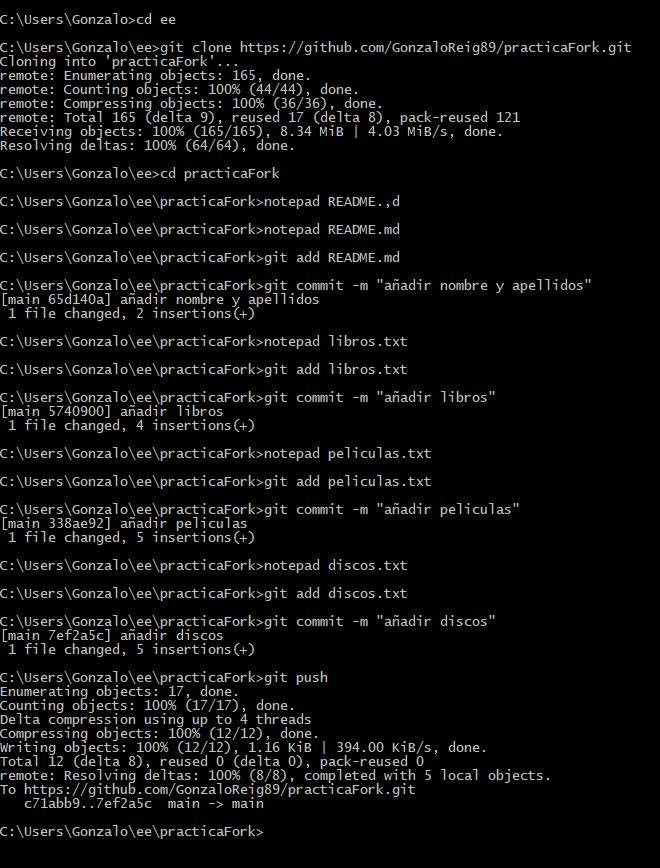 C:\Users\Gonzalo>cd ee
C:\Users\Gonzalo\ee>git clone https://github.com/GonzaloReig89/practicaFork.git
Cloning into 'practicaFork'...
remote: Enumerating objects: 165, done.
remote: Counting objects: 100% (44/44), done.
remote: Compressing objects: 100% (36/36), done.
remote: Total 165 (delta 9), reused 17 (delta 8), pack-reused 121
Receiving objects: 100% (165/165), 8.34 MiB | 4.03 MiB/s, done.
Resolving deltas: 100% (64/64), done.
C:\Users\Gonzalo\ee>cd practicaFork
C:\Users\Gonzalo\ee\practicaFork>notepad README.,d
C:\Users\Gonzalo\ee\practicaFork>notepad README.md
C:\Users\Gonzalo\ee\practicaFork>git add README.md
C:\Users\Gonzalo\ee\practicaFork>git commit -m "añadir nombre y apellidos"
[main 65d140a] añadir nombre y apellidos
 1 file changed, 2 insertions(+)
C:\Users\Gonzalo\ee\practicaFork>notepad libros.txt
C:\Users\Gonzalo\ee\practicaFork>git add libros.txt
C:\Users\Gonzalo\ee\practicaFork>git commit -m "añadir libros"
[main 5740900] añadir libros
 1 file changed, 4 insertions(+)
C:\Users\Gonzalo\ee\practicaFork>notepad peliculas.txt
C:\Users\Gonzalo\ee\practicaFork>git add peliculas.txt
C:\Users\Gonzalo\ee\practicaFork>git commit -m "añadir peliculas"
[main 338ae92] añadir peliculas
 1 file changed, 5 insertions(+)
C:\Users\Gonzalo\ee\practicaFork>notepad discos.txt
C:\Users\Gonzalo\ee\practicaFork>git add discos.txt
C:\Users\Gonzalo\ee\practicaFork>git commit -m "añadir discos"
[main 7ef2a5c] añadir discos
 1 file changed, 5 insertions(+)
C:\Users\Gonzalo\ee\practicaFork>git push
Enumerating objects: 17, done.
Counting objects: 100% (17/17), done.
Delta compression using up to 4 threads
Compressing objects: 100% (12/12), done.
Writing objects: 100% (12/12), 1.16 KiB | 394.00 KiB/s, done.
Total 12 (delta 8), reused 0 (delta 0), pack-reused 0
remote: Resolving deltas: 100% (8/8), completed with 5 local objects.
To https://github.com/GonzaloReig89/practicaFork.git
   c71abb9..7ef2a5c  main -> main
C:\Users\Gonzalo\ee\practicaFork>